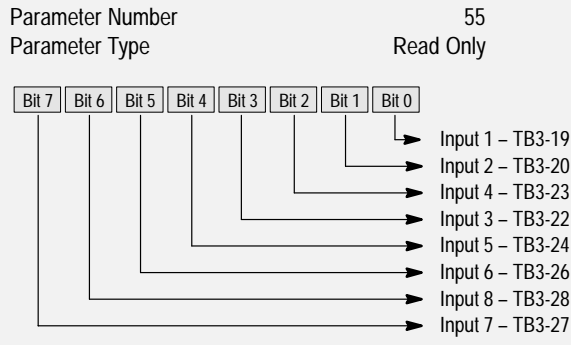 Parameter Number 55
Parameter Type Read Only
Bit 7 Bit 6 Bit 5 Bit 4 Bit 3 Bit 2 Bit 1 Bit 0
Input 1 – TB3-19
Input 2 – TB3-20
Input 4 – TB3-23
Input 3 – TB3-22
Input 5 – TB3-24
Input 6 – TB3-26
Input 8 – TB3-28
Input 7 – TB3-27